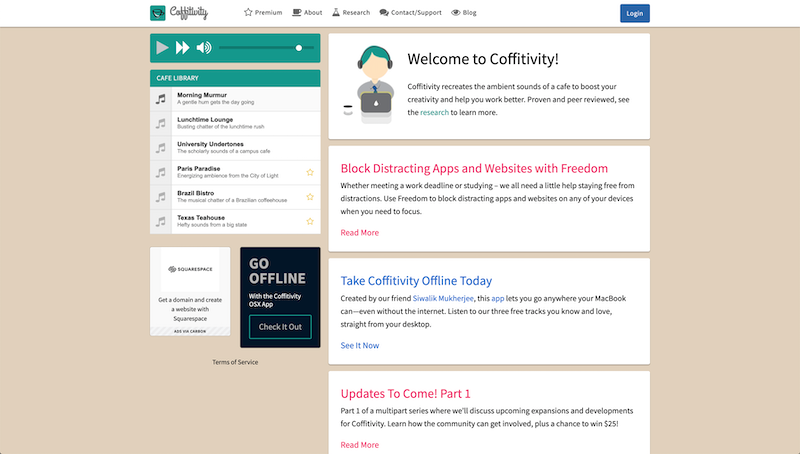 Coffitivity
Premium
About
Research
Contact/Support
Blog
Login
CAFE LIBRARY
Morning Murmur
A gentle hum gets the day going
Lunchtime Lounge
Busting chatter of the lunchtime rush
University Undertones
The scholarly sounds of a campus cafe
Paris Paradise
Energizing ambience from the City of Light
Brazil Bistro
The musical chatter of a Brazilian coffeehouse
Texas Teahouse
Hefty sounds from a big state
SQUARESPACE
Get a domain and create
a website with
Squarespace
ADS VIA CARBON
GO
OFFLINE
With the Coffitivity
OSX App
Check It Out
Terms of Service
Welcome to Coffitivity!
Coffitivity recreates the ambient sounds of a cafe to boost your
creativity and help you work better. Proven and peer reviewed, see
the research to learn more.
Block Distracting Apps and Websites with Freedom
Whether meeting a work deadline or studying – we all need a little help staying free from
distractions. Use Freedom to block distracting apps and websites on any of your devices
when you need to focus.
Read More
Take Coffitivity Offline Today
Created by our friend Siwalik Mukherjee, this app lets you go anywhere your MacBook
can—even without the internet. Listen to our three free tracks you know and love,
straight from your desktop.
See It Now
Updates To Come! Part 1
Part 1 of a multipart series where we'll discuss upcoming expansions and developments
for Coffitivity. Learn how the community can get involved, plus a chance to win $25!
Read More